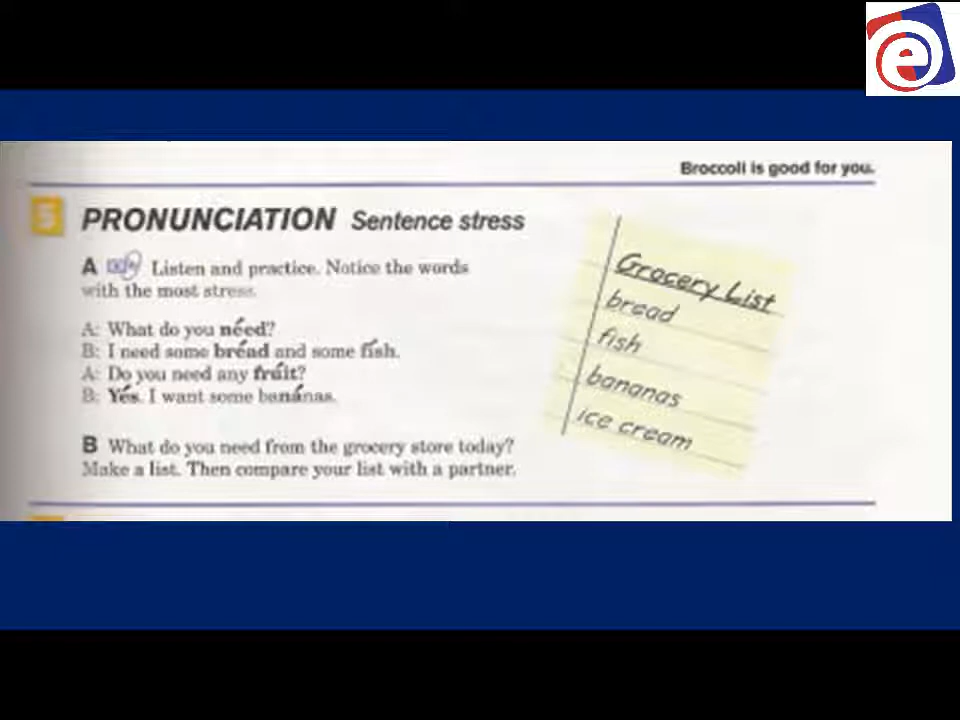 Broccoli is good for you.
5 PRONUNCIATION Sentence stress
A Listen and practice. Notice the words
with the most stress.
A: What do you néed?
B: I need some bréad and some físh.
A: Do you need any frúit?
B: Yés. I want some banánas.
B What do you need from the grocery store today?
Make a list. Then compare your list with a partner.
Grocery List
bread
fish
bananas
ice cream
e